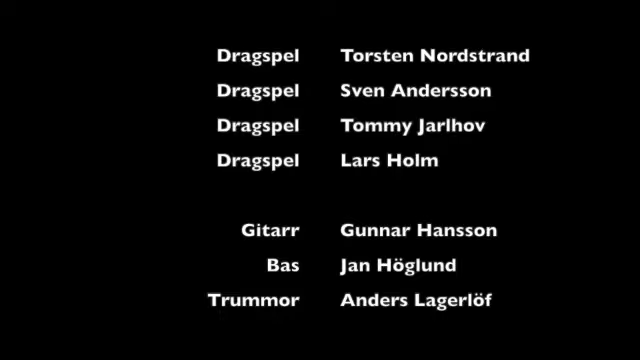 Dragspel Torsten Nordstrand
Dragspel Sven Andersson
Dragspel Tommy Jarlhov
Dragspel Lars Holm
Gitarr Gunnar Hansson
Bas Jan Höglund
Trummor Anders Lagerlöf